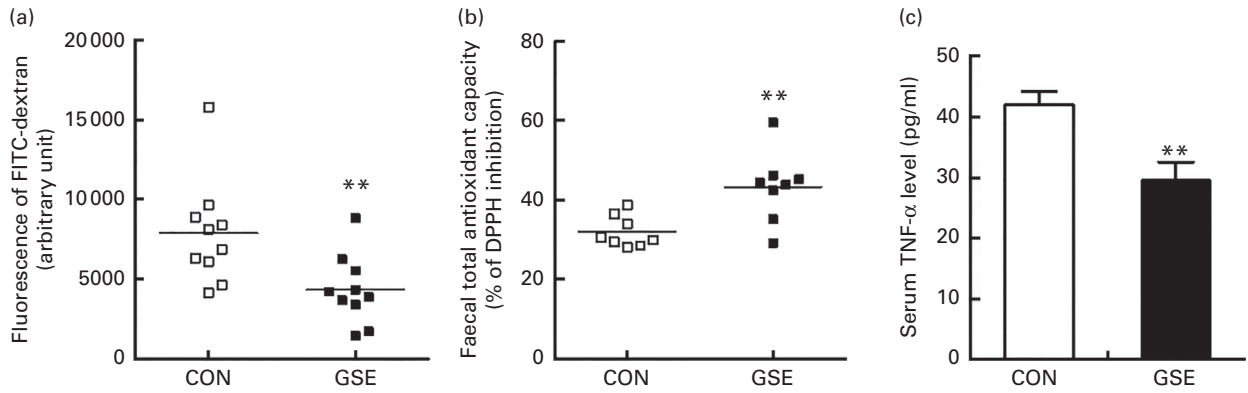 (a)
Fluorescence of FITC-dextran
(arbitrary unit)
20 000
15 000
10000
5000
0
**
CON
GSE
(b)
Faecal total antioxidant capacity
(% of DPPH inhibition)
80
60
40
20
0
**
CON
GSE
(c)
Serum TNF-α level (pg/ml)
50
40
30
20
10
0
**
CON
GSE